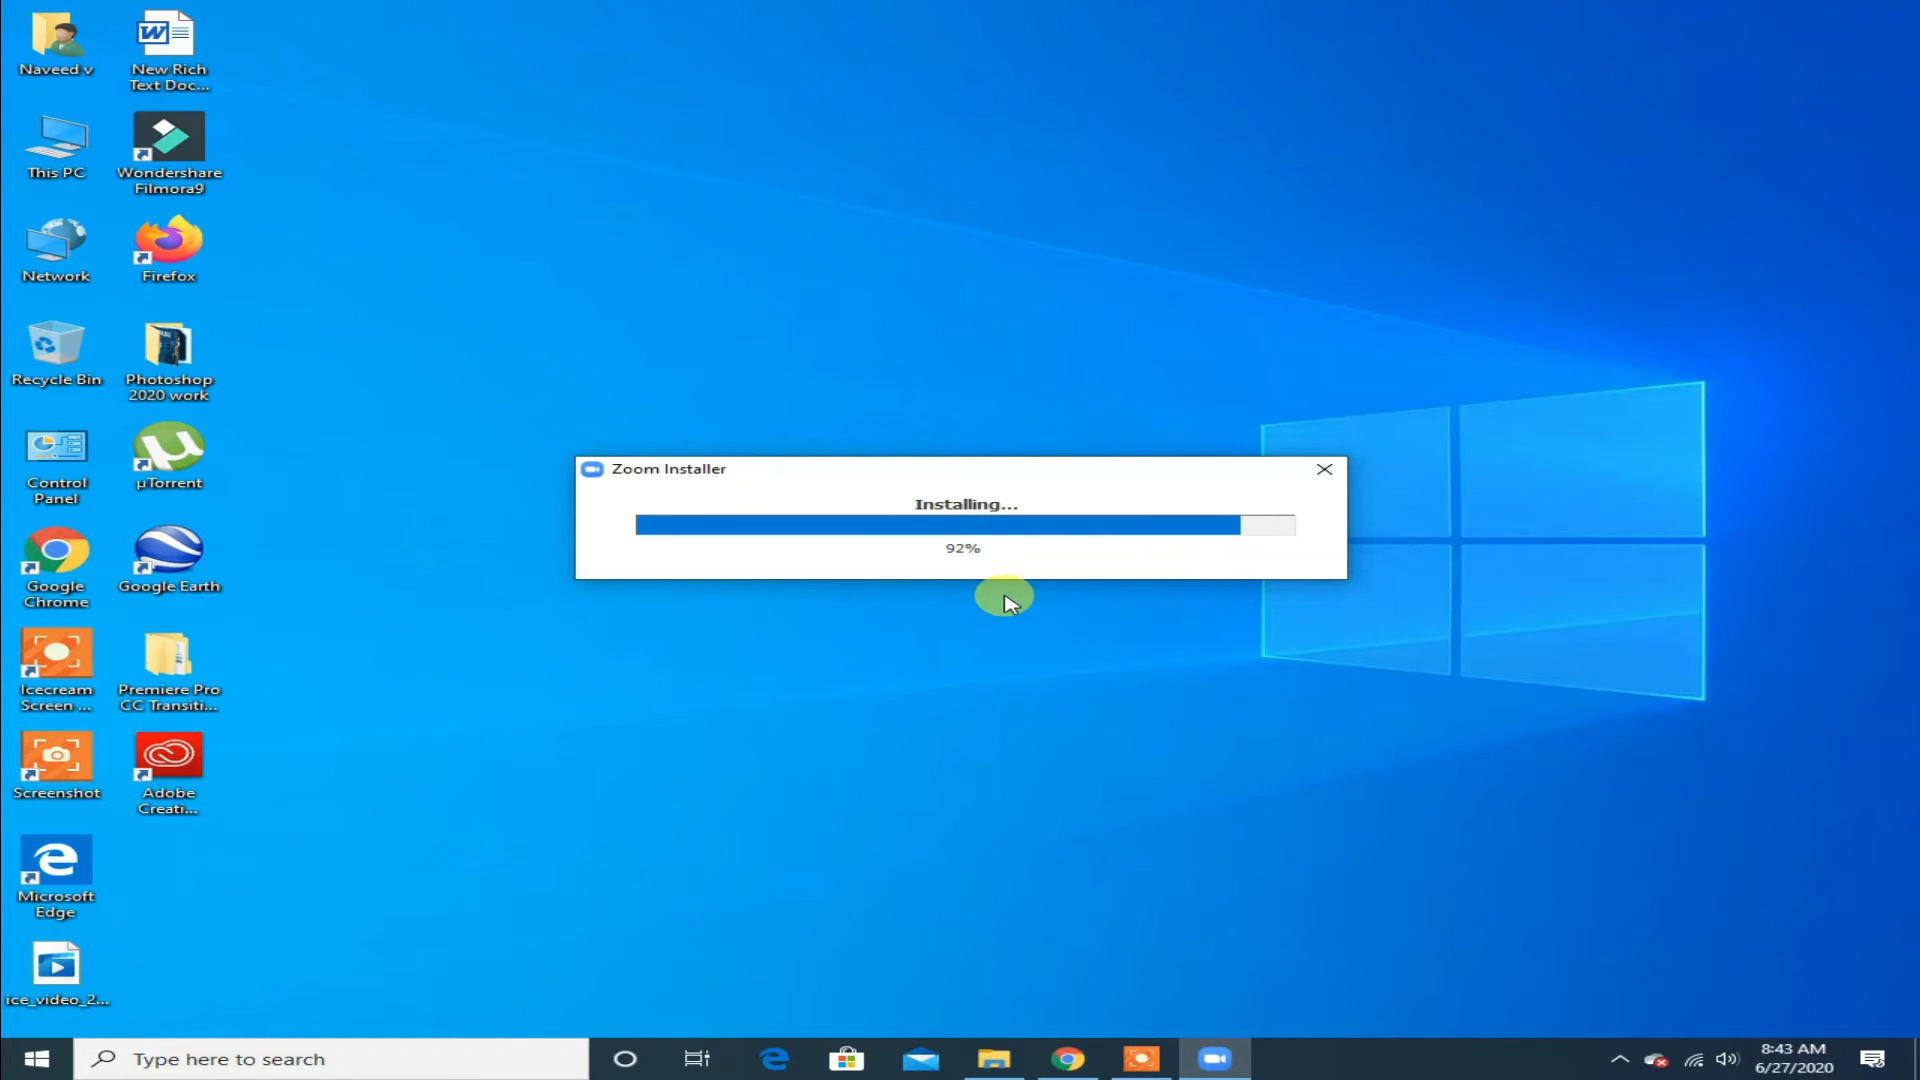 Naveed v
New Rich
Text Doc...
This PC
Wondershare
Filmora9
Network
Firefox
Recycle Bin
Photoshop
2020 work
Control
Panel
µTorrent
Google
Chrome
Google Earth
Icecream
Screen ...
Premiere Pro
CC Transiti...
Screenshot
Adobe
Creati...
Microsoft
Edge
ice_video_2...
Zoom Installer
Installing...
92%
Type here to search
8:43 AM
6/27/2020